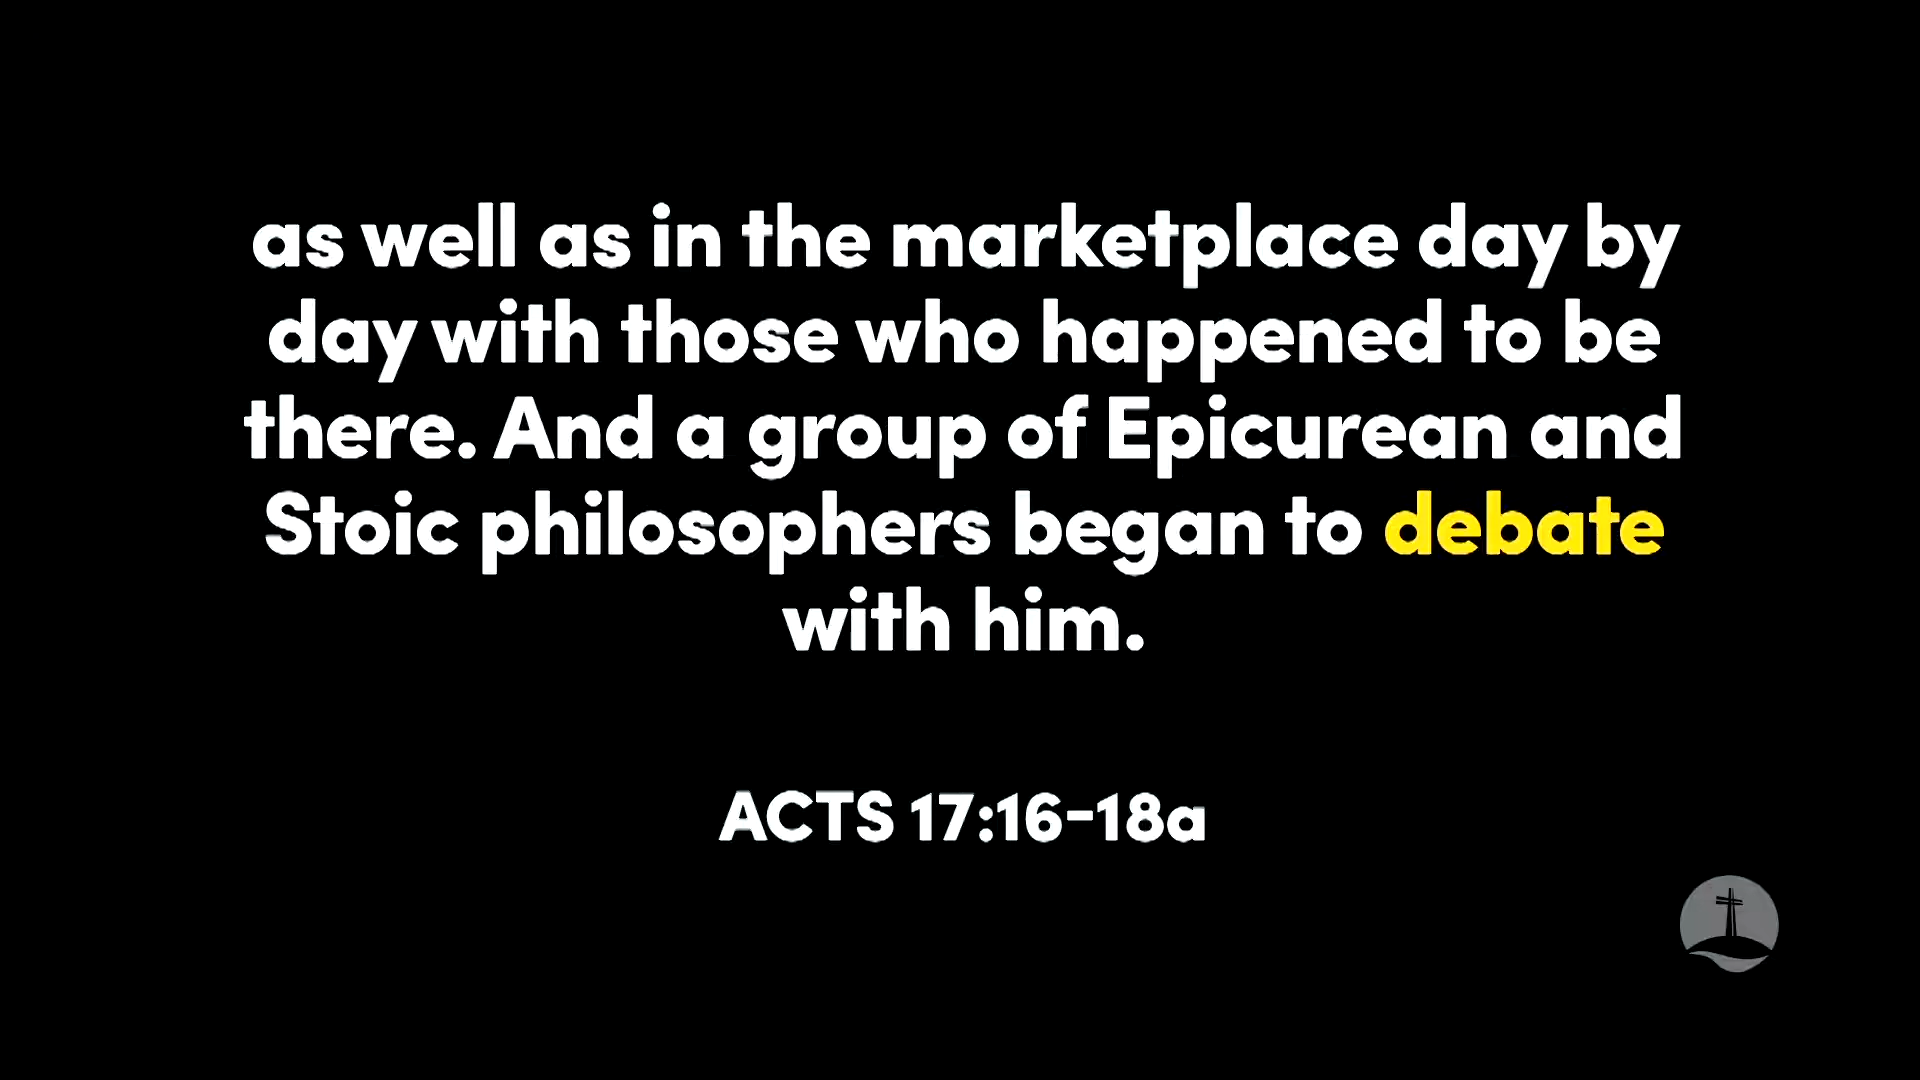 as well as in the marketplace day by
day with those who happened to be
there. And a group of Epicurean and
Stoic philosophers began to debate
with him.
ACTS 17:16-18a